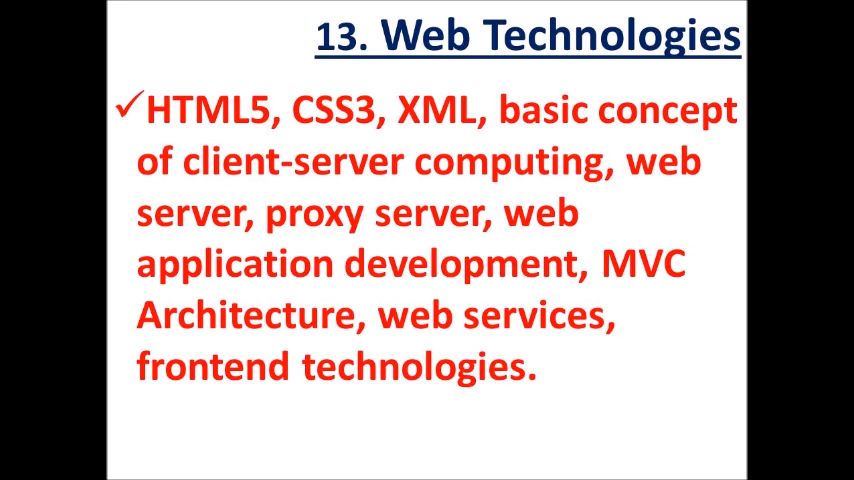 13. Web Technologies
✓HTML5, CSS3, XML, basic concept
of client-server computing, web
server, proxy server, web
application development, MVC
Architecture, web services,
frontend technologies.